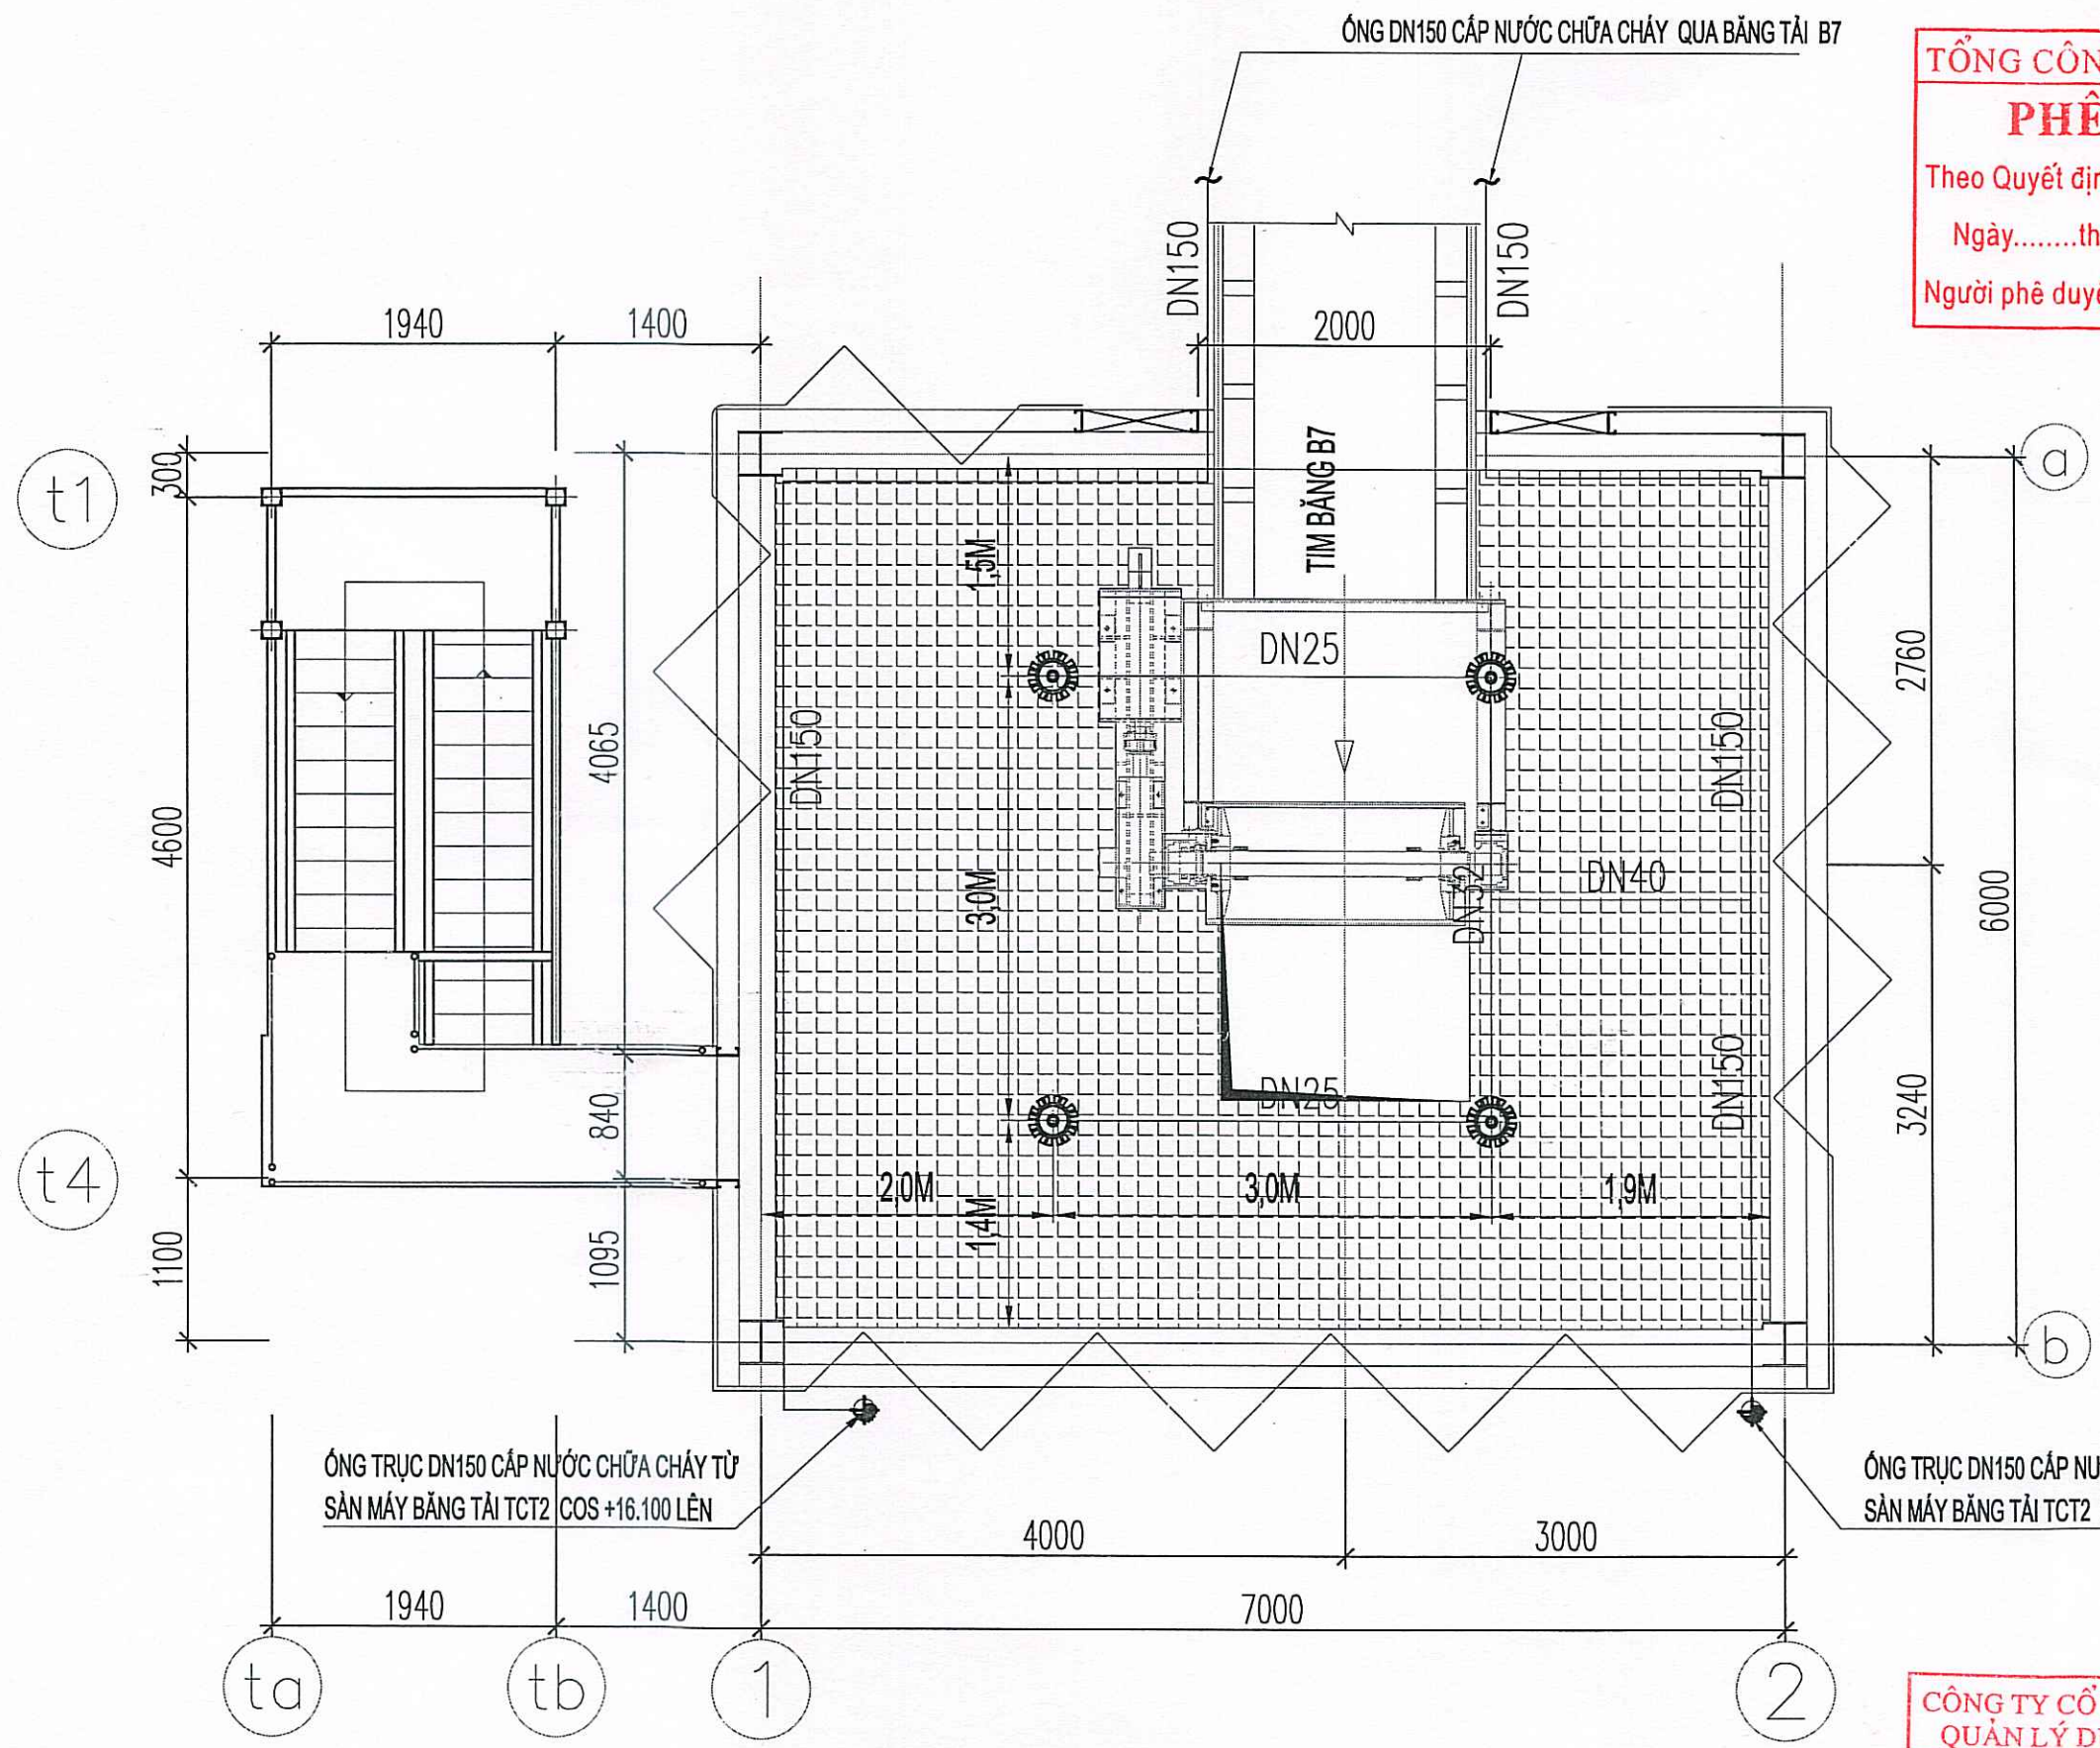 ỐNG DN150 CẤP NƯỚC CHỮA CHÁY QUA BĂNG TẢI B7
TỔNG CÔN
PHÊ
Theo Quyết địn
Ngày........th
Người phê duyệ
DN150
DN150
1940
1400
2000
300
t1
a
TIM BĂNG B7
1,5M
DN25
2760
4065
DN150
DN150
4600
3,0M
DN32
DN40
6000
840
DN25
DN150
3240
t4
2,0M
3,0M
1,9M
1,4M
1100
1095
b
ỐNG TRỤC DN150 CẤP NƯỚC CHỮA CHÁY TỪ
SÀN MÁY BĂNG TẢI TCT2 COS +16.100 LÊN
ỐNG TRỤC DN150 CẤP NƯ
SÀN MÁY BĂNG TẢI TCT2
4000
3000
1940
1400
7000
ta
tb
1
2
CÔNG TY CỔ
QUẢN LÝ D